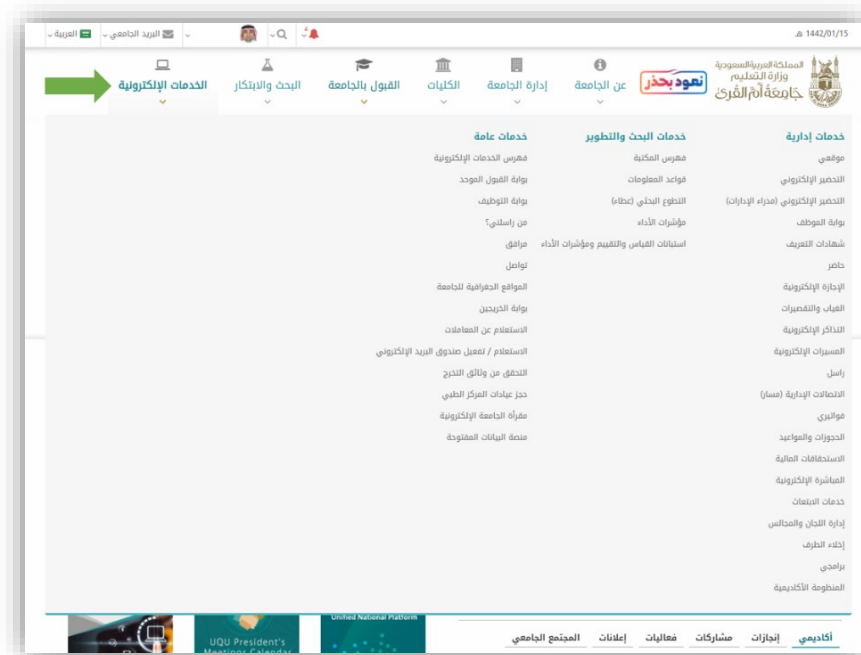 1442/01/15 هـ
البريد الجامعي
العربية
المملكة العربية السعودية
وزارة التعليم
جامعة أم القرى
نعود بحذر
عن الجامعة
إدارة الجامعة
الكليات
القبول بالجامعة
البحث والابتكار
الخدمات الإلكترونية
خدمات إدارية
موقعي
التحضير الإلكتروني
التحضير الإلكتروني (مدراء الإدارات)
بوابة الموظف
شهادات التعريف
حاضر
الإجازة الإلكترونية
الغياب والتقصيرات
التذاكر الإلكترونية
المسيرات الإلكترونية
راسل
الاتصالات الإدارية (مسار)
فواتيري
الحجوزات والمواعيد
الاستحقاقات المالية
المباشرة الإلكترونية
خدمات الابتعاث
إدارة اللجان والمجالس
إخلاء الطرف
برامجي
المنظومة الأكاديمية
خدمات البحث والتطوير
فهرس المكتبة
قواعد المعلومات
التطوع البحثي (عطاء)
مؤشرات الأداء
استبانات القياس والتقييم ومؤشرات الأداء
خدمات عامة
فهرس الخدمات الإلكترونية
بوابة القبول الموحد
بوابة التوظيف
من راسلني؟
مرافق
تواصل
المواقع الجغرافية للجامعة
بوابة الخريجين
الاستعلام عن المعاملات
الاستعلام / تفعيل صندوق البريد الإلكتروني
التحقق من وثائق التخرج
حجز عيادات المركز الطبي
مقرأة الجامعة الإلكترونية
منصة البيانات المفتوحة
أكاديمي
إنجازات
مشاركات
فعاليات
إعلانات
المجتمع الجامعي
Unified National Platform
UQU President's
Meetings Calendar